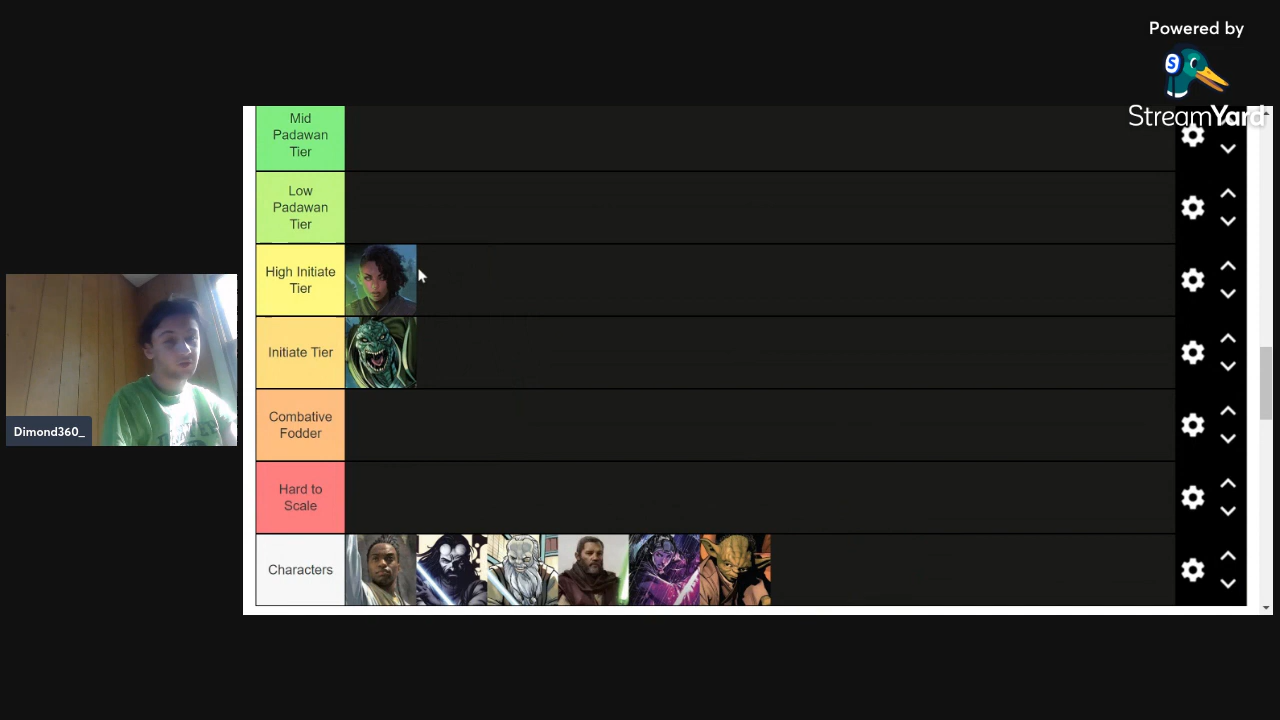 Powered by
StreamYard
Mid
Padawan
Tier
Low
Padawan
Tier
High Initiate
Tier
Initiate Tier
Combative
Fodder
Hard to
Scale
Characters
Dimond360_